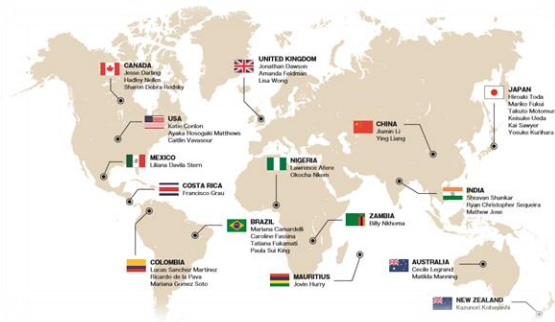 CANADA
Jesse Darling
Hadley Nelles
Sharon Dobra Redsky
USA
Katie Conlon
Ayaka Rosogaki Matthews
Caitlin Vavasour
MEXICO
Liliana Davila Stern
COSTA RICA
Francisco Grau
COLOMBIA
Lucas Sanchez Martinez
Ricardo de la Pava
Mariana Gomez Soto
BRAZIL
Mariana Camardelli
Caroline Fassina
Tatiana Fukamati
Paula Sul King
UNITED KINGDOM
Jonathan Dawson
Amanda Feldman
Lisa Wong
NIGERIA
Lawrence Afere
Okocha Nkem
ZAMBIA
Billy Nkhoma
MAURITIUS
Jovin Hurry
CHINA
Jiamin Li
Ying Liang
JAPAN
Hiroaki Toda
Mariko Fukui
Takuto Motomura
Keisuke Ueda
Kai Sawyer
Yosuke Kurihara
INDIA
Shravan Shankar
Ryan Christopher Sequeira
Mathew Jose
AUSTRALIA
Cecile Legrand
Matilda Manning
NEW ZEALAND
Kazunori Kobayashi